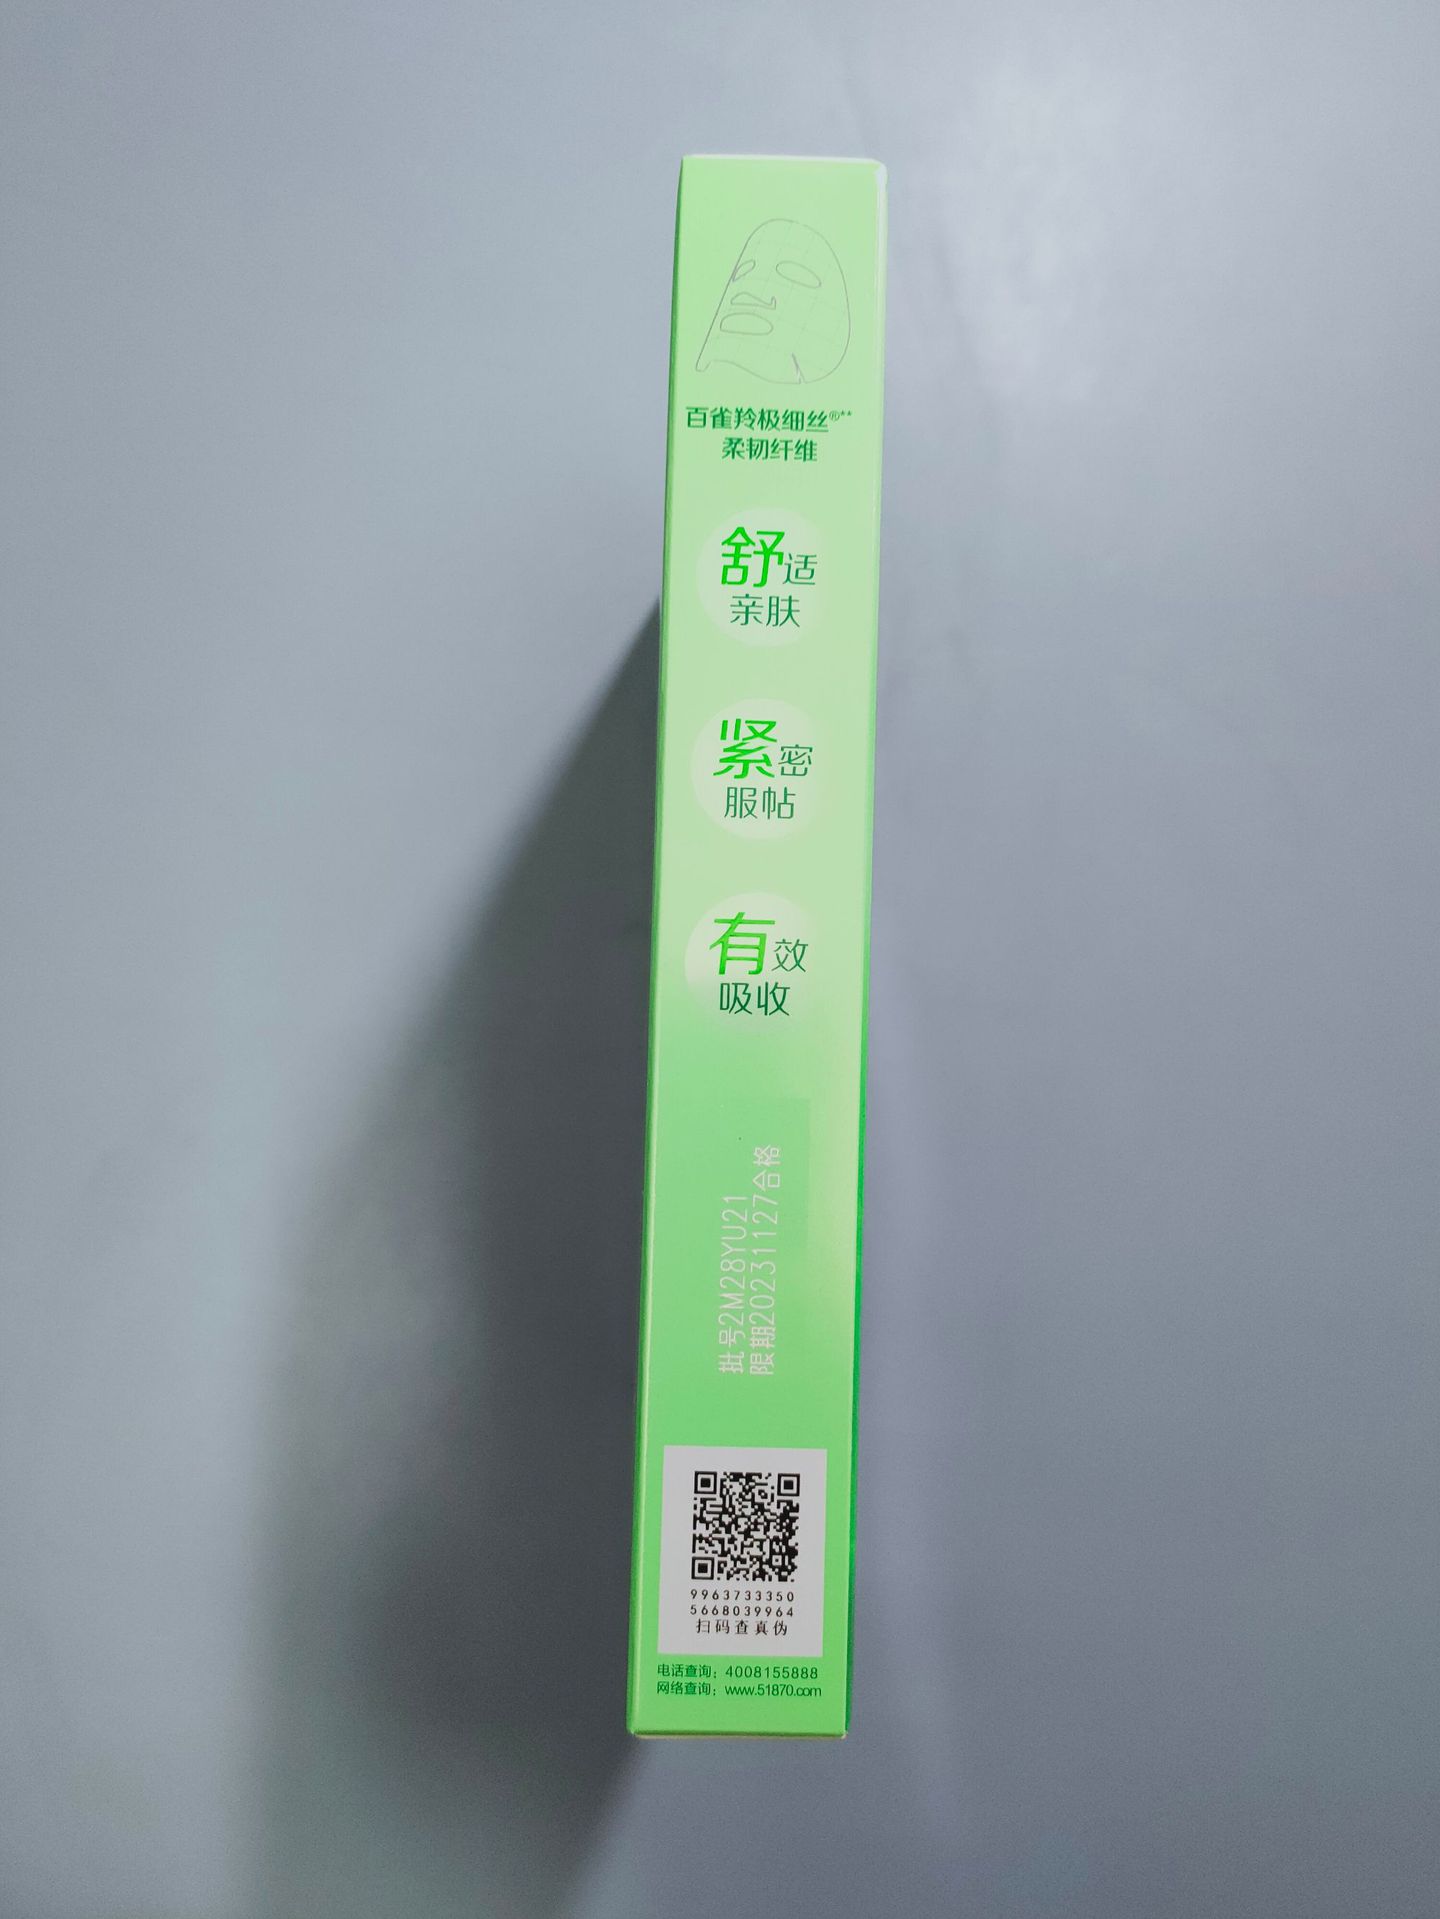 百雀羚极细丝®**
柔韧纤维
舒适
亲肤
紧密
服帖
有效
吸收
批号2M28YU21
限期20231127合格
9963733350
5668039964
扫码查真伪
电话查询：4008155888
网络查询：www.51870.com